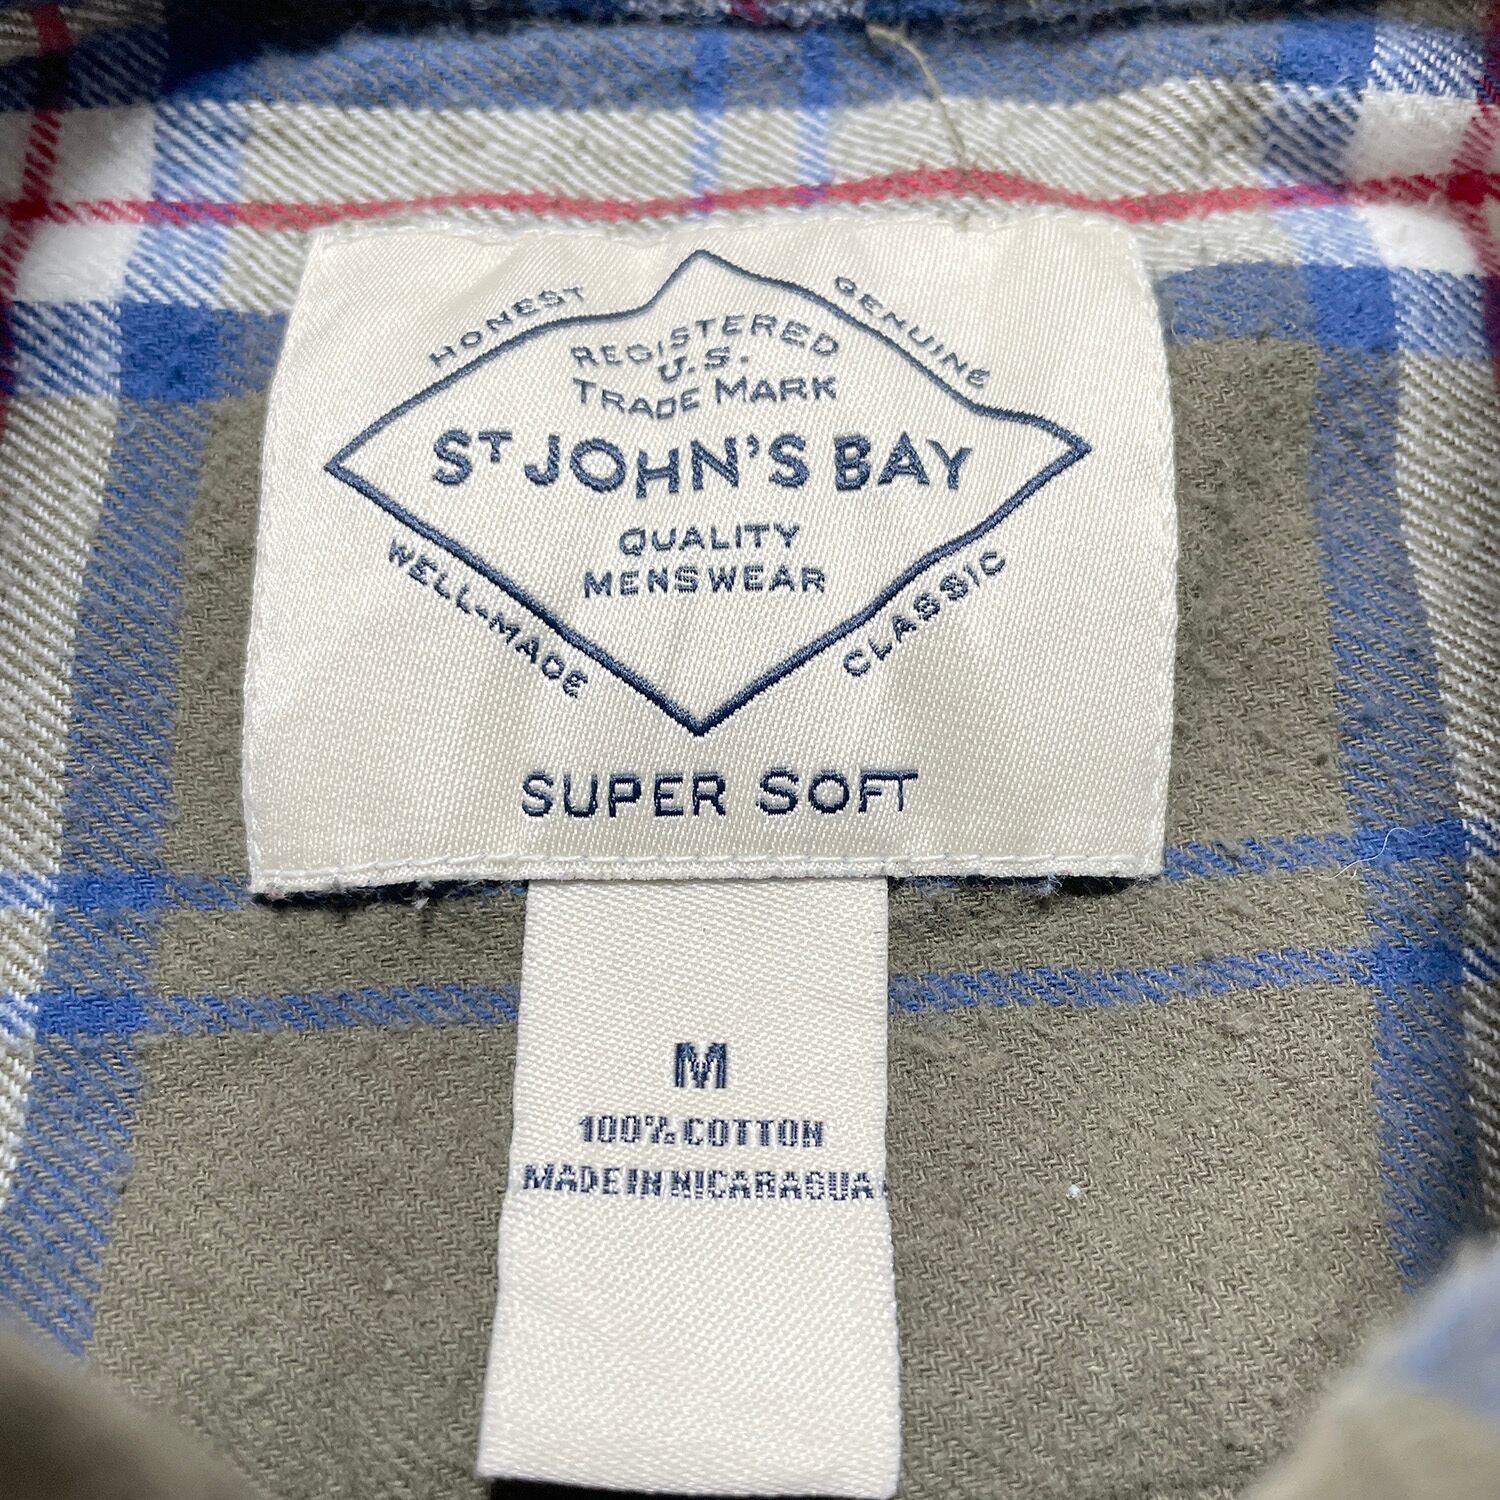 HONEST
GENUINE
REGISTERED
U.S.
TRADE MARK
ST JOHN'S BAY
QUALITY
MENSWEAR
WELL-MADE
CLASSIC
SUPER SOFT
M
100% COTTON
MADE IN NICARAGUA